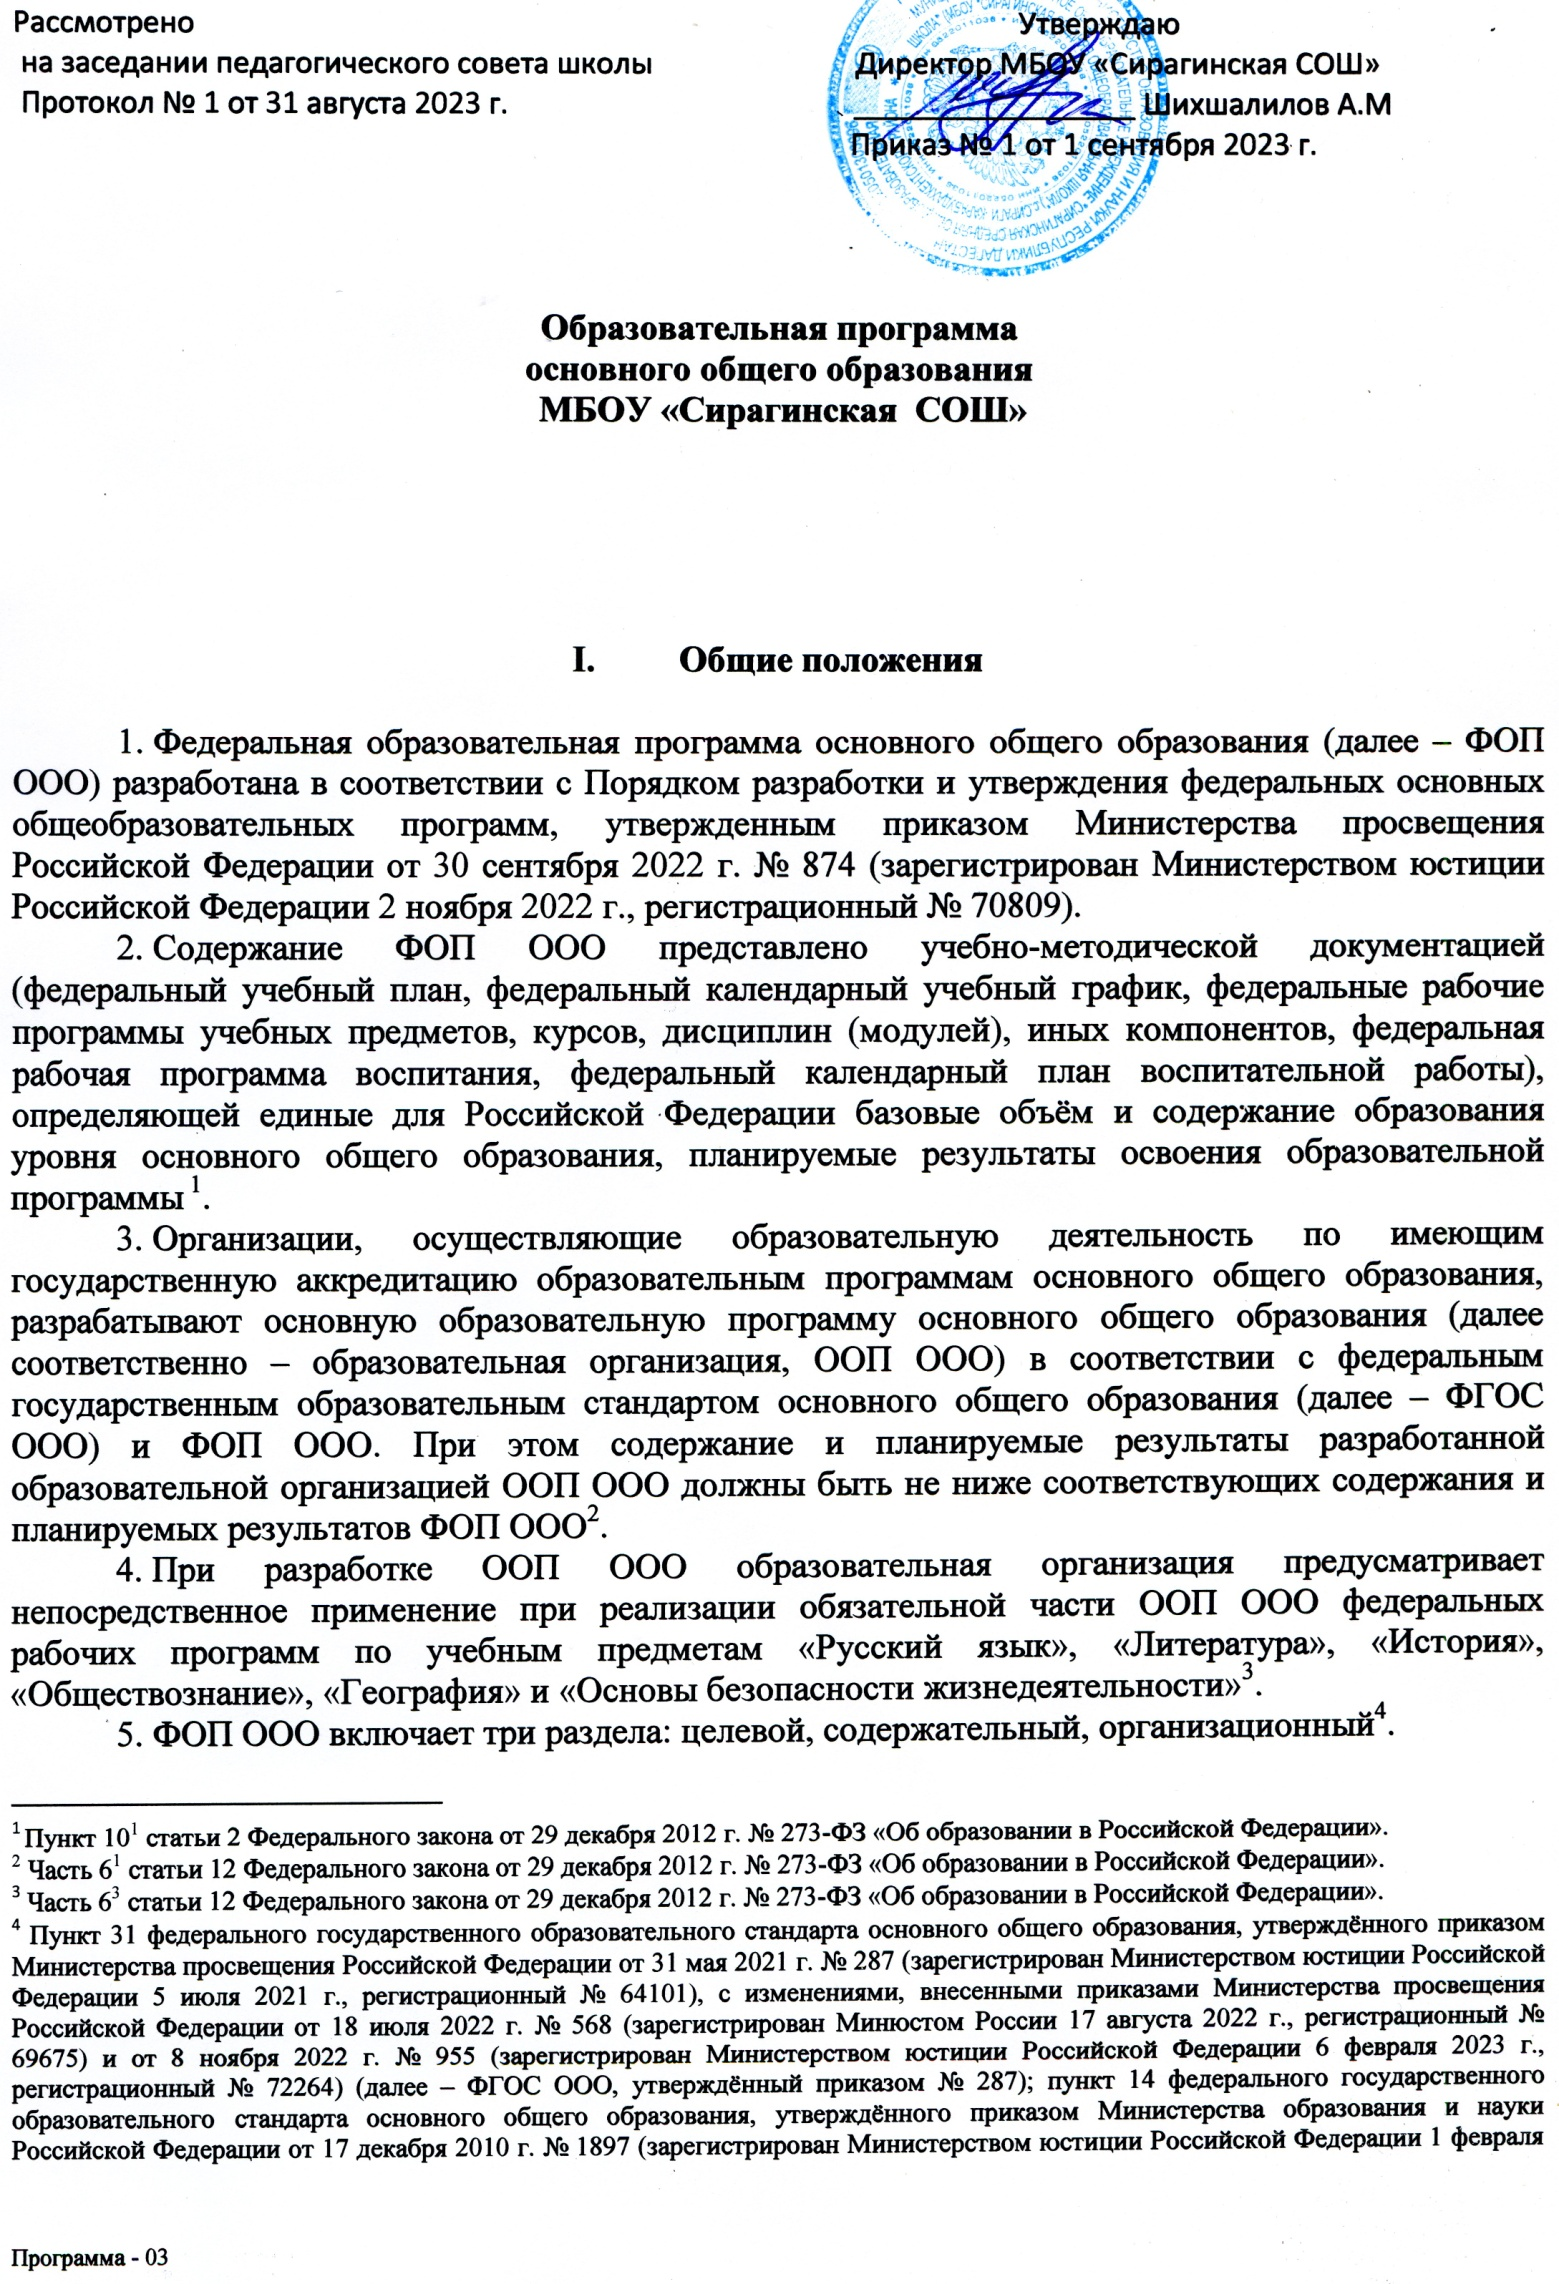 Рассмотрено
на заседании педагогического совета школы
Протокол № 1 от 31 августа 2023 г.
Утверждаю
Директор МБОУ «Сирагинская СОШ»
Шихшалилов А.М
Приказ № 1 от 1 сентября 2023 г.
Образовательная программа
основного общего образования
МБОУ «Сирагинская СОШ»
I. Общие положения
1. Федеральная образовательная программа основного общего образования (далее – ФОП
ООО) разработана в соответствии с Порядком разработки и утверждения федеральных основных
общеобразовательных программ, утвержденным приказом Министерства просвещения
Российской Федерации от 30 сентября 2022 г. № 874 (зарегистрирован Министерством юстиции
Российской Федерации 2 ноября 2022 г., регистрационный № 70809).
2. Содержание ФОП ООО представлено учебно-методической документацией
(федеральный учебный план, федеральный календарный учебный график, федеральные рабочие
программы учебных предметов, курсов, дисциплин (модулей), иных компонентов, федеральная
рабочая программа воспитания, федеральный календарный план воспитательной работы),
определяющей единые для Российской Федерации базовые объём и содержание образования
уровня основного общего образования, планируемые результаты освоения образовательной
программы ¹.
3. Организации, осуществляющие образовательную деятельность по имеющим
государственную аккредитацию образовательным программам основного общего образования,
разрабатывают основную образовательную программу основного общего образования (далее
соответственно – образовательная организация, ООП ООО) в соответствии с федеральным
государственным образовательным стандартом основного общего образования (далее – ФГОС
ООО) и ФОП ООО. При этом содержание и планируемые результаты разработанной
образовательной организацией ООП ООО должны быть не ниже соответствующих содержания и
планируемых результатов ФОП ООО².
4. При разработке ООП ООО образовательная организация предусматривает
непосредственное применение при реализации обязательной части ООП ООО федеральных
рабочих программ по учебным предметам «Русский язык», «Литература», «История»,
«Обществознание», «География» и «Основы безопасности жизнедеятельности»³.
5. ФОП ООО включает три раздела: целевой, содержательный, организационный⁴.
¹ Пункт 10¹ статьи 2 Федерального закона от 29 декабря 2012 г. № 273-ФЗ «Об образовании в Российской Федерации».
² Часть 6¹ статьи 12 Федерального закона от 29 декабря 2012 г. № 273-ФЗ «Об образовании в Российской Федерации».
³ Часть 6³ статьи 12 Федерального закона от 29 декабря 2012 г. № 273-ФЗ «Об образовании в Российской Федерации».
⁴ Пункт 31 федерального государственного образовательного стандарта основного общего образования, утверждённого приказом
Министерства просвещения Российской Федерации от 31 мая 2021 г. № 287 (зарегистрирован Министерством юстиции Российской
Федерации 5 июля 2021 г., регистрационный № 64101), с изменениями, внесенными приказами Министерства просвещения
Российской Федерации от 18 июля 2022 г. № 568 (зарегистрирован Минюстом России 17 августа 2022 г., регистрационный №
69675) и от 8 ноября 2022 г. № 955 (зарегистрирован Министерством юстиции Российской Федерации 6 февраля 2023 г.,
регистрационный № 72264) (далее – ФГОС ООО, утверждённый приказом № 287); пункт 14 федерального государственного
образовательного стандарта основного общего образования, утверждённого приказом Министерства образования и науки
Российской Федерации от 17 декабря 2010 г. № 1897 (зарегистрирован Министерством юстиции Российской Федерации 1 февраля
Программа - 03